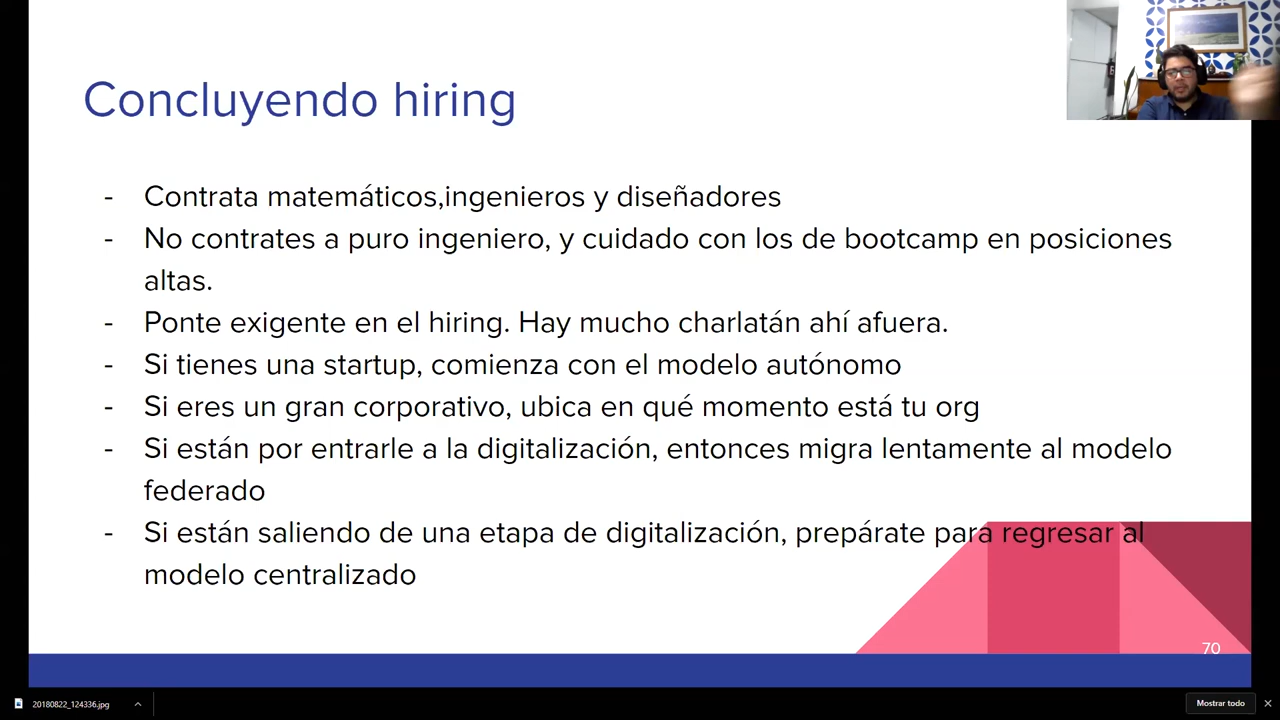 Concluyendo hiring
- Contrata matemáticos,ingenieros y diseñadores
- No contrates a puro ingeniero, y cuidado con los de bootcamp en posiciones
altas.
- Ponte exigente en el hiring. Hay mucho charlatán ahí afuera.
- Si tienes una startup, comienza con el modelo autónomo
- Si eres un gran corporativo, ubica en qué momento está tu org
- Si están por entrarle a la digitalización, entonces migra lentamente al modelo
federado
- Si están saliendo de una etapa de digitalización, prepárate para regresar al
modelo centralizado
70
20180822_124336.jpg
Mostrar todo